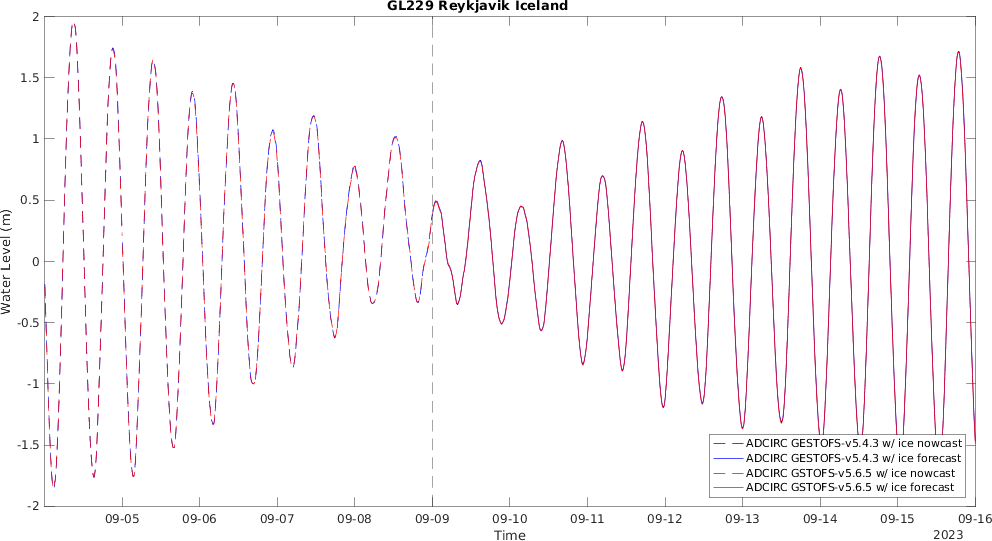 GL229 Reykjavik Iceland
2
1.5
1
0.5
0
-0.5
-1
-1.5
-2
Water Level (m)
ADCIRC GESTOFS-v5.4.3 w/ ice nowcast
ADCIRC GESTOFS-v5.4.3 w/ ice forecast
ADCIRC GSTOFS-v5.6.5 w/ ice nowcast
ADCIRC GSTOFS-v5.6.5 w/ ice forecast
09-05 09-06 09-07 09-08 09-09 09-10 09-11 09-12 09-13 09-14 09-15 09-16
Time
2023